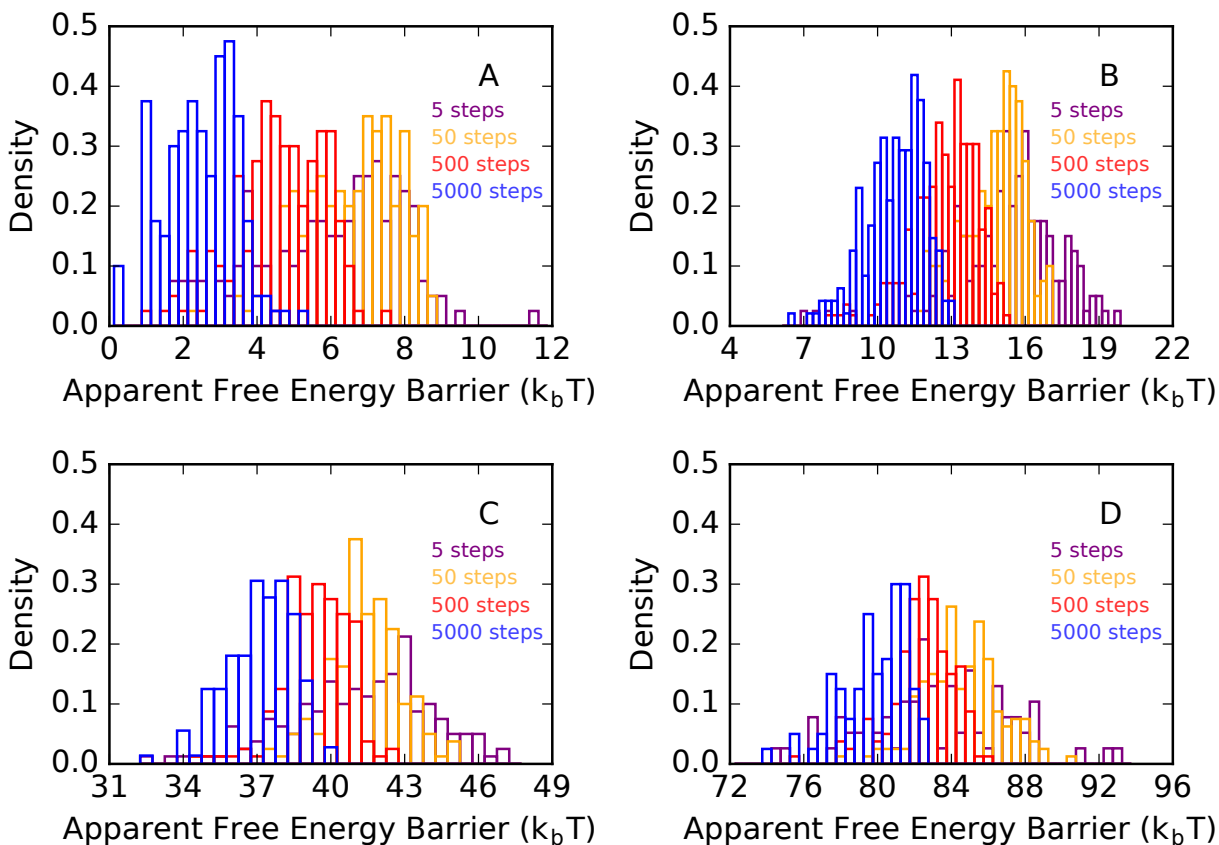 0.5
0.4
0.3
0.2
0.1
0.0
Density
A
5 steps
50 steps
500 steps
5000 steps
0 2 4 6 8 10 12
Apparent Free Energy Barrier (k_bT)
0.5
0.4
0.3
0.2
0.1
0.0
Density
B
5 steps
50 steps
500 steps
5000 steps
4 7 10 13 16 19 22
Apparent Free Energy Barrier (k_bT)
0.5
0.4
0.3
0.2
0.1
0.0
Density
C
5 steps
50 steps
500 steps
5000 steps
31 34 37 40 43 46 49
Apparent Free Energy Barrier (k_bT)
0.5
0.4
0.3
0.2
0.1
0.0
Density
D
5 steps
50 steps
500 steps
5000 steps
72 76 80 84 88 92 96
Apparent Free Energy Barrier (k_bT)